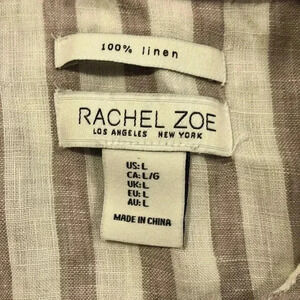 100% linen
RACHEL ZOE
LOS ANGELES NEW YORK
US: L
CA: L/G
UK: L
EU: L
AU: L
MADE IN CHINA